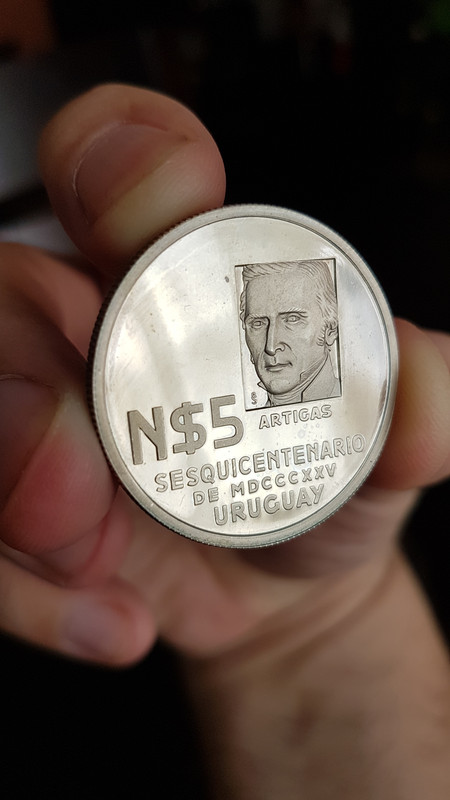 ARTIGAS
N$5
SESQUICENTENARIO
DE MDCCCXXV
URUGUAY